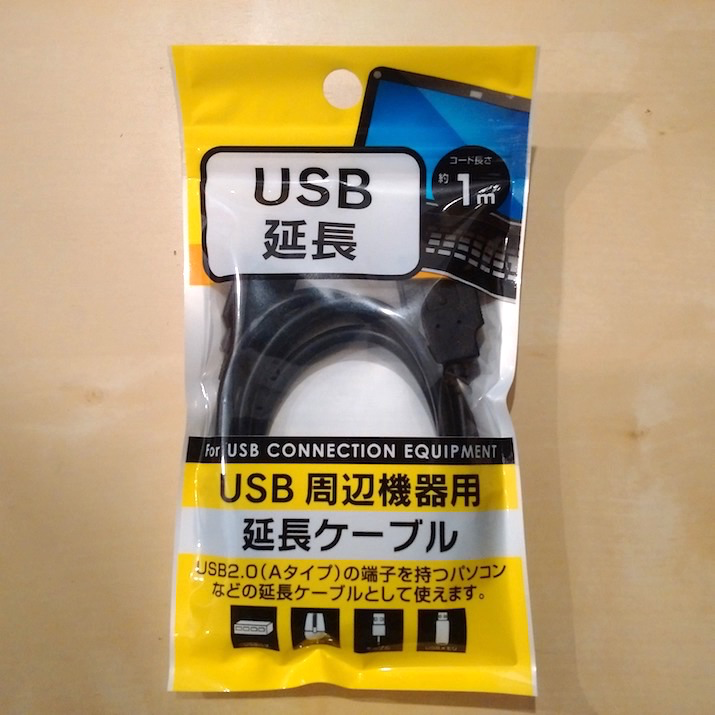 USB
延長
コード長さ
約1m
For USB CONNECTION EQUIPMENT
USB 周辺機器用
延長ケーブル
USB2.0(Aタイプ)の端子を持つパソコン
などの延長ケーブルとして使えます。